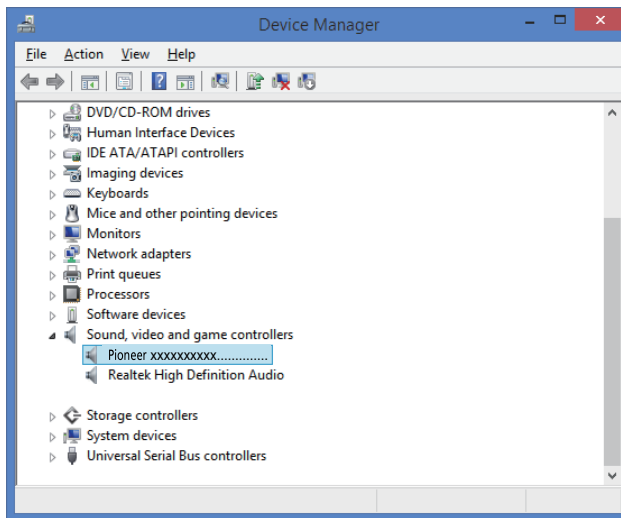 Device Manager
File Action View Help
DVD/CD-ROM drives
Human Interface Devices
IDE ATA/ATAPI controllers
Imaging devices
Keyboards
Mice and other pointing devices
Monitors
Network adapters
Print queues
Processors
Software devices
Sound, video and game controllers
Pioneer xxxxxxxxxx..............
Realtek High Definition Audio
Storage controllers
System devices
Universal Serial Bus controllers